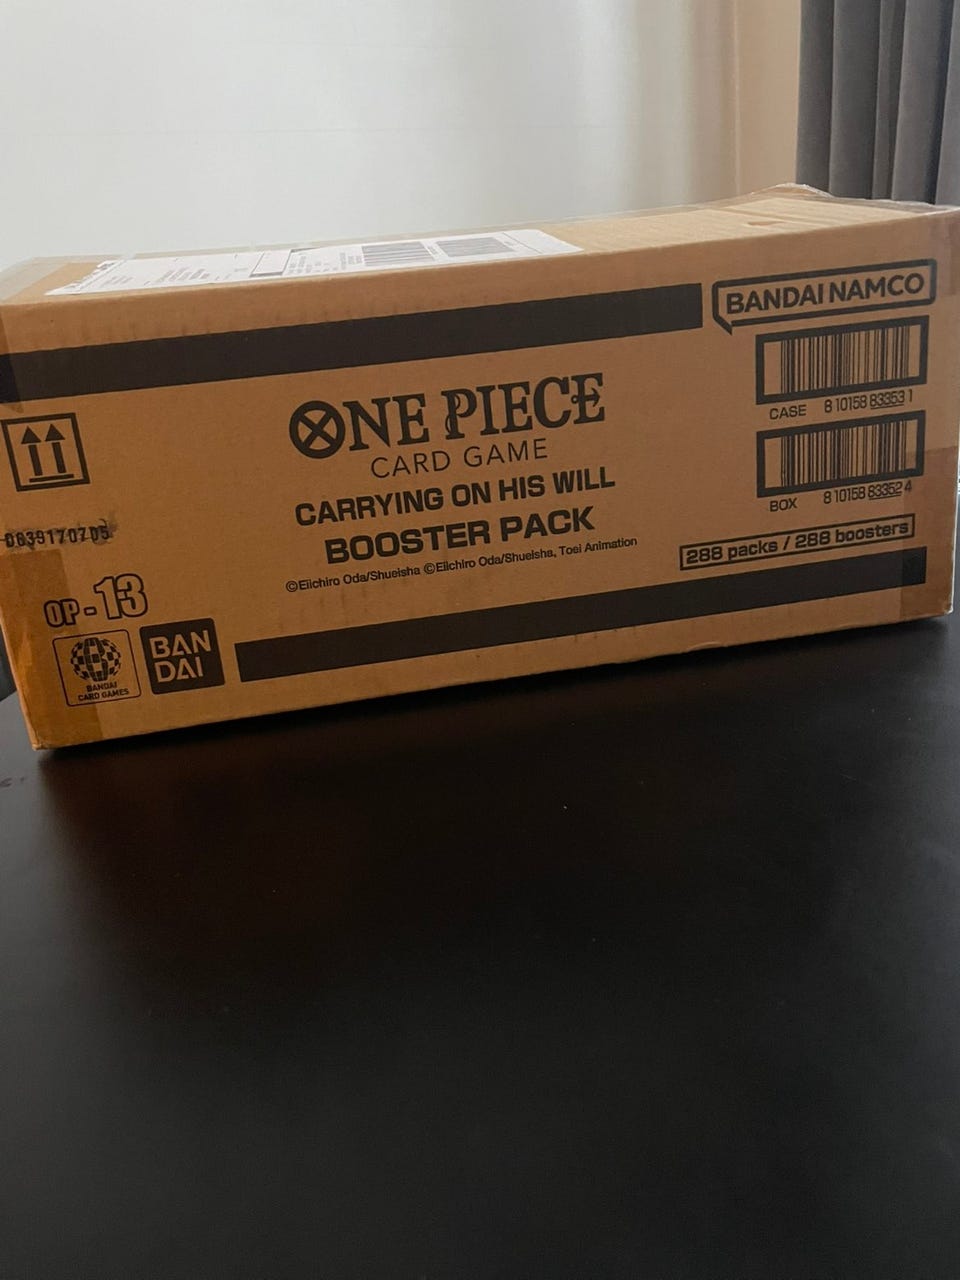 BANDAI NAMCO
ONE PIECE
CARD GAME
CARRYING ON HIS WILL
BOOSTER PACK
©Eiichiro Oda/Shueisha ©Eiichiro Oda/Shueisha, Toei Animation
CASE 8 10158 83353 1
BOX 8 10158 83352 4
288 packs / 288 boosters
0839170705
OP-13
BANDAI
CARD GAMES
BAN
DAI